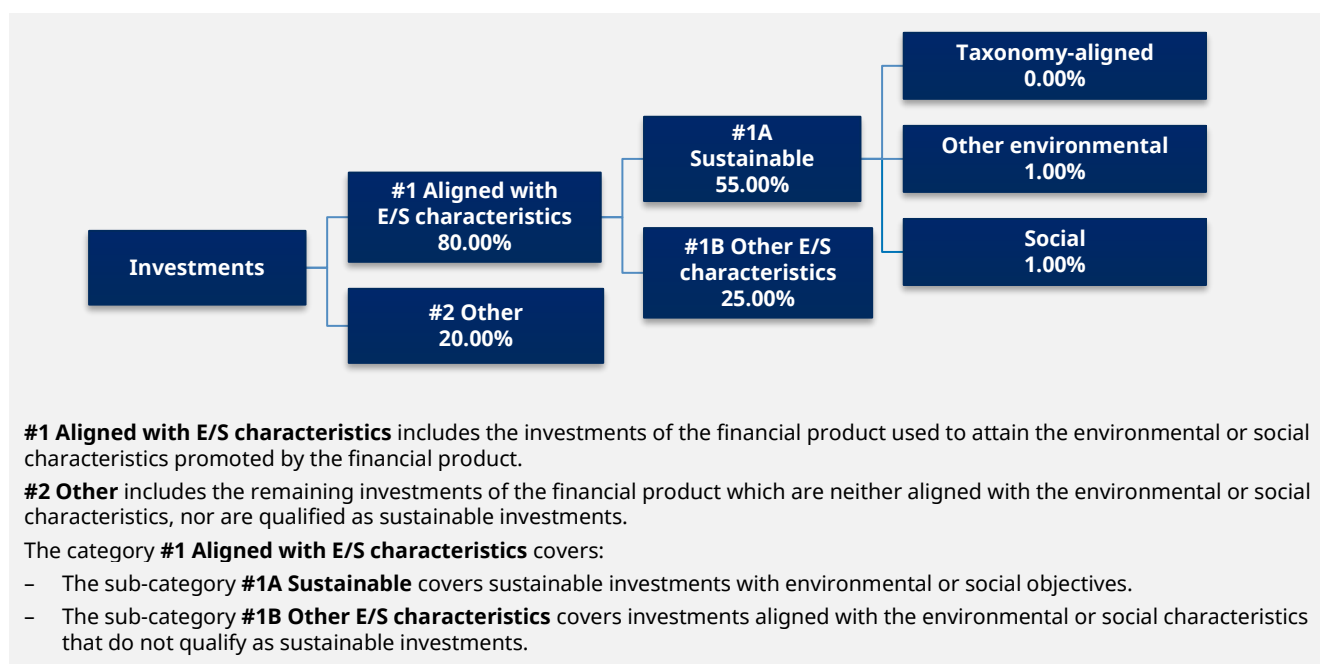 Investments
#1 Aligned with
E/S characteristics
80.00%
#2 Other
20.00%
#1A
Sustainable
55.00%
#1B Other E/S
characteristics
25.00%
Taxonomy-aligned
0.00%
Other environmental
1.00%
Social
1.00%
#1 Aligned with E/S characteristics includes the investments of the financial product used to attain the environmental or social
characteristics promoted by the financial product.
#2 Other includes the remaining investments of the financial product which are neither aligned with the environmental or social
characteristics, nor are qualified as sustainable investments.
The category #1 Aligned with E/S characteristics covers:
– The sub-category #1A Sustainable covers sustainable investments with environmental or social objectives.
– The sub-category #1B Other E/S characteristics covers investments aligned with the environmental or social characteristics
that do not qualify as sustainable investments.